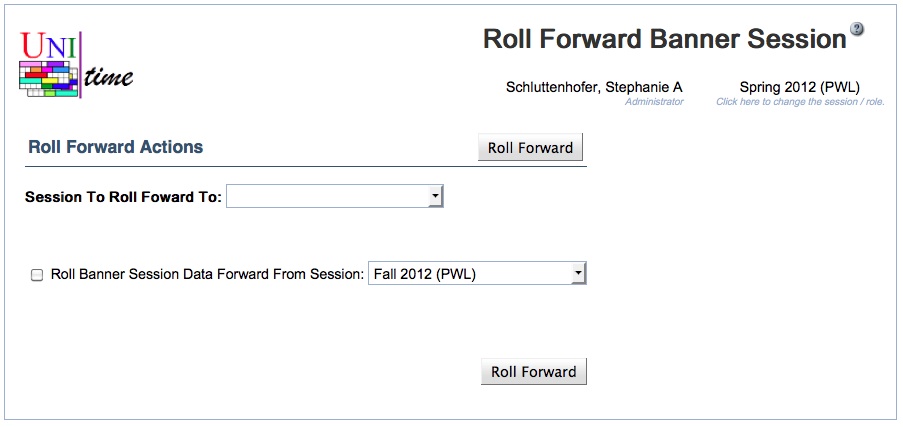 UNI time
Roll Forward Banner Session ?
Schluttenhofer, Stephanie A Spring 2012 (PWL)
Administrator Click here to change the session / role.
Roll Forward Actions Roll Forward
Session To Roll Foward To:
Roll Banner Session Data Forward From Session: Fall 2012 (PWL)
Roll Forward